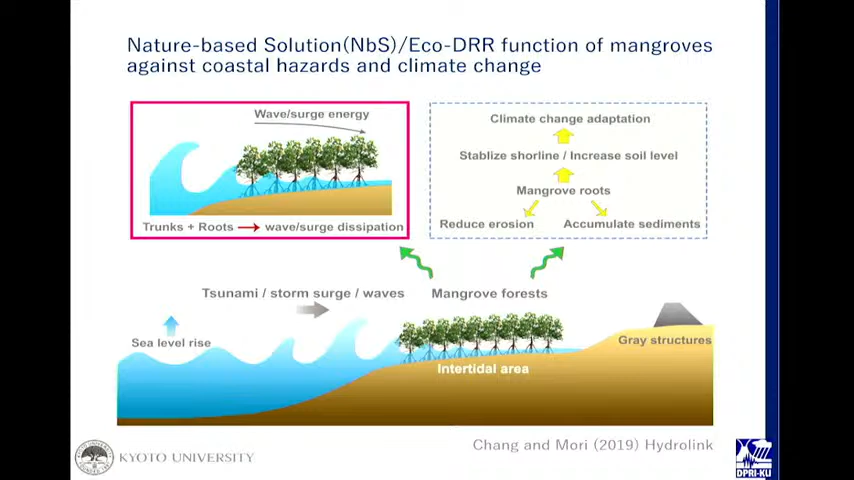 Nature-based Solution(NbS)/Eco-DRR function of mangroves
against coastal hazards and climate change
Wave/surge energy
Trunks + Roots
wave/surge dissipation
Climate change adaptation
Stablize shorline / Increase soil level
Mangrove roots
Reduce erosion
Accumulate sediments
Tsunami / storm surge / waves
Mangrove forests
Sea level rise
Gray structures
Intertidal area
Chang and Mori (2019) Hydrolink
KYOTO UNIVERSITY
DPRI-KU